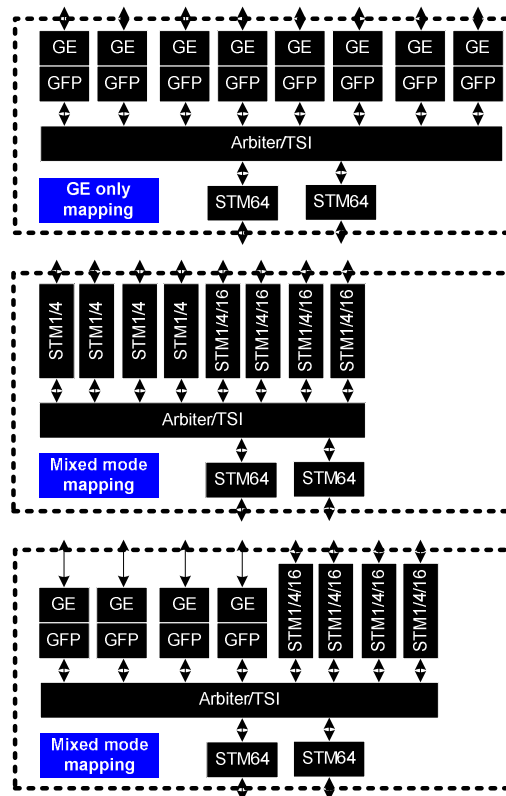 GE GE GE GE GE GE GE GE
GFP GFP GFP GFP GFP GFP GFP GFP
Arbiter/TSI
GE only
mapping
STM64 STM64
STM1/4 STM1/4 STM1/4 STM1/4 STM1/4/16 STM1/4/16 STM1/4/16 STM1/4/16
Arbiter/TSI
Mixed mode
mapping
STM64 STM64
GE GE GE GE
GFP GFP GFP GFP
STM1/4/16 STM1/4/16 STM1/4/16 STM1/4/16
Arbiter/TSI
Mixed mode
mapping
STM64 STM64